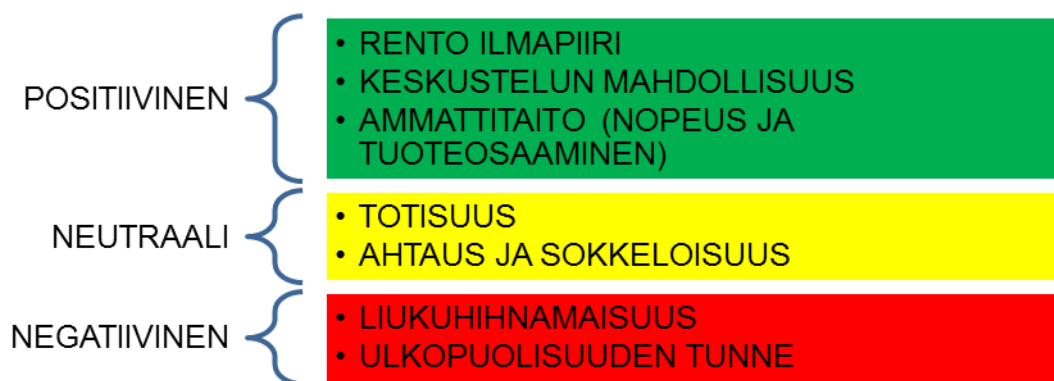 POSITIIVINEN
• RENTO ILMAPIIRI
• KESKUSTELUN MAHDOLLISUUS
• AMMATTITAITO (NOPEUS JA
TUOTEOSAAMINEN)
NEUTRAALI
• TOTISUUS
• AHTAUS JA SOKKELOISUUS
NEGATIIVINEN
• LIUKUHIHNAMAISUUS
• ULKOPUOLISUUDEN TUNNE